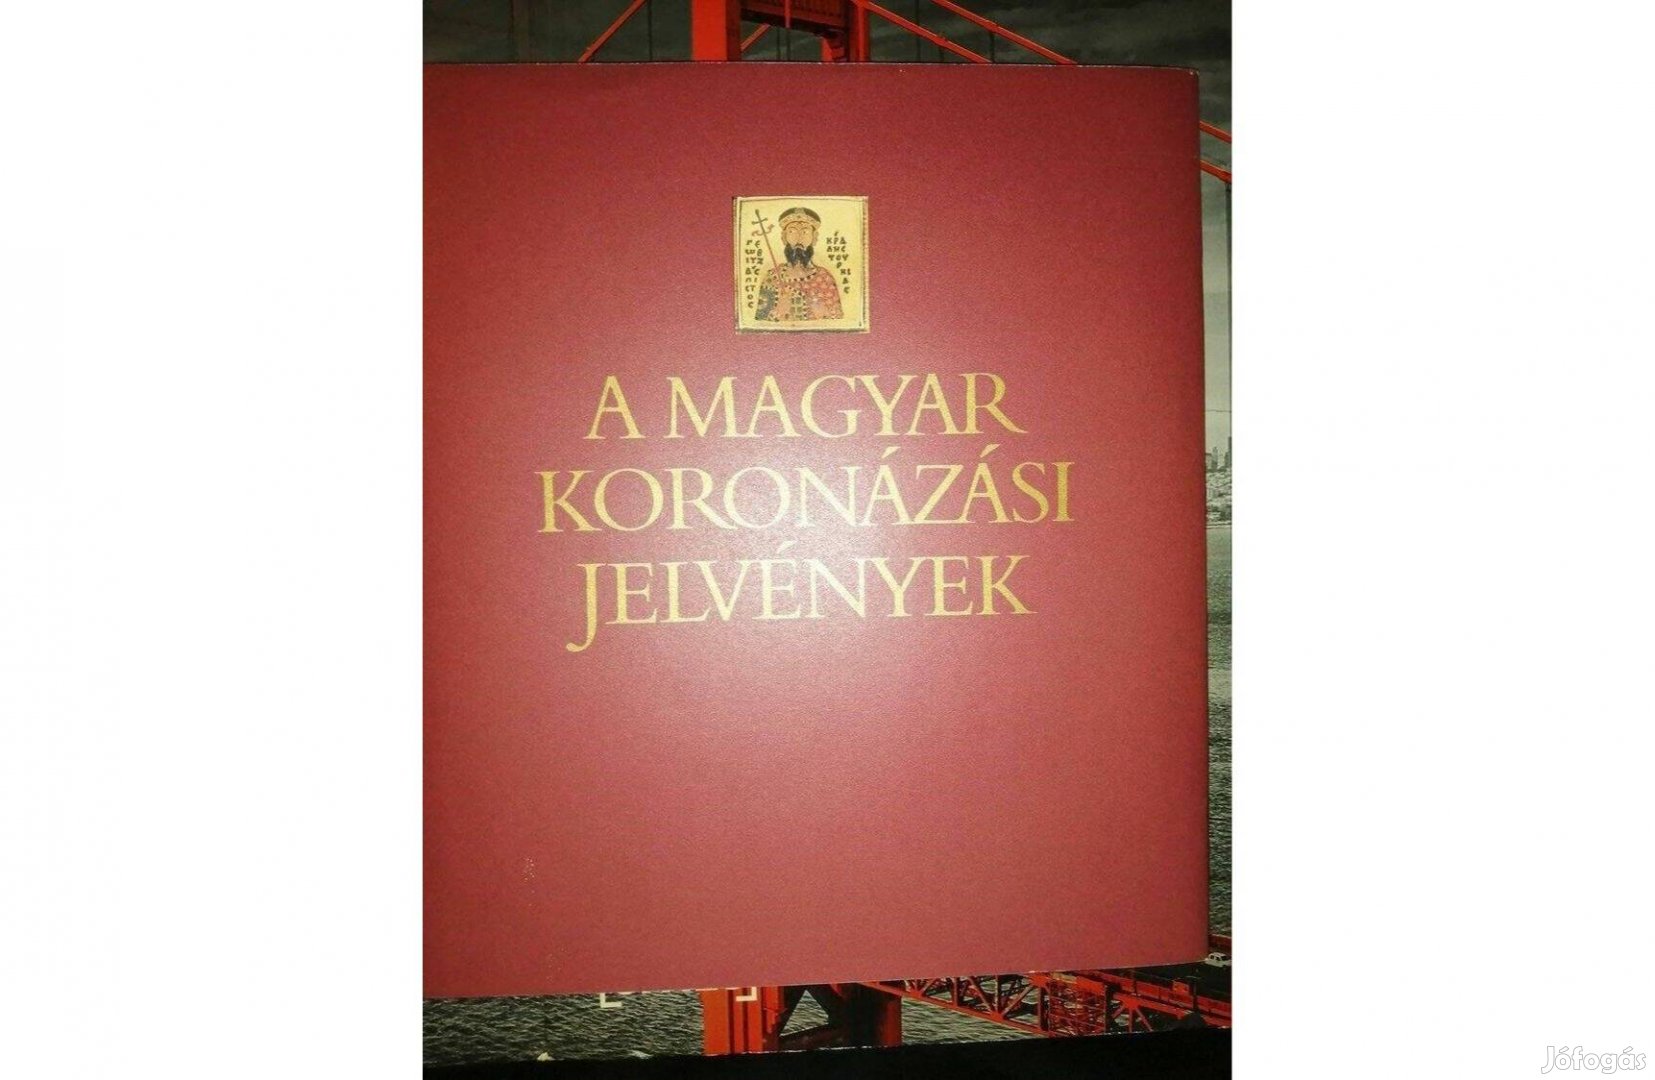 A MAGYAR
KORONÁZÁSI
JELVÉNYEK
Jófogás